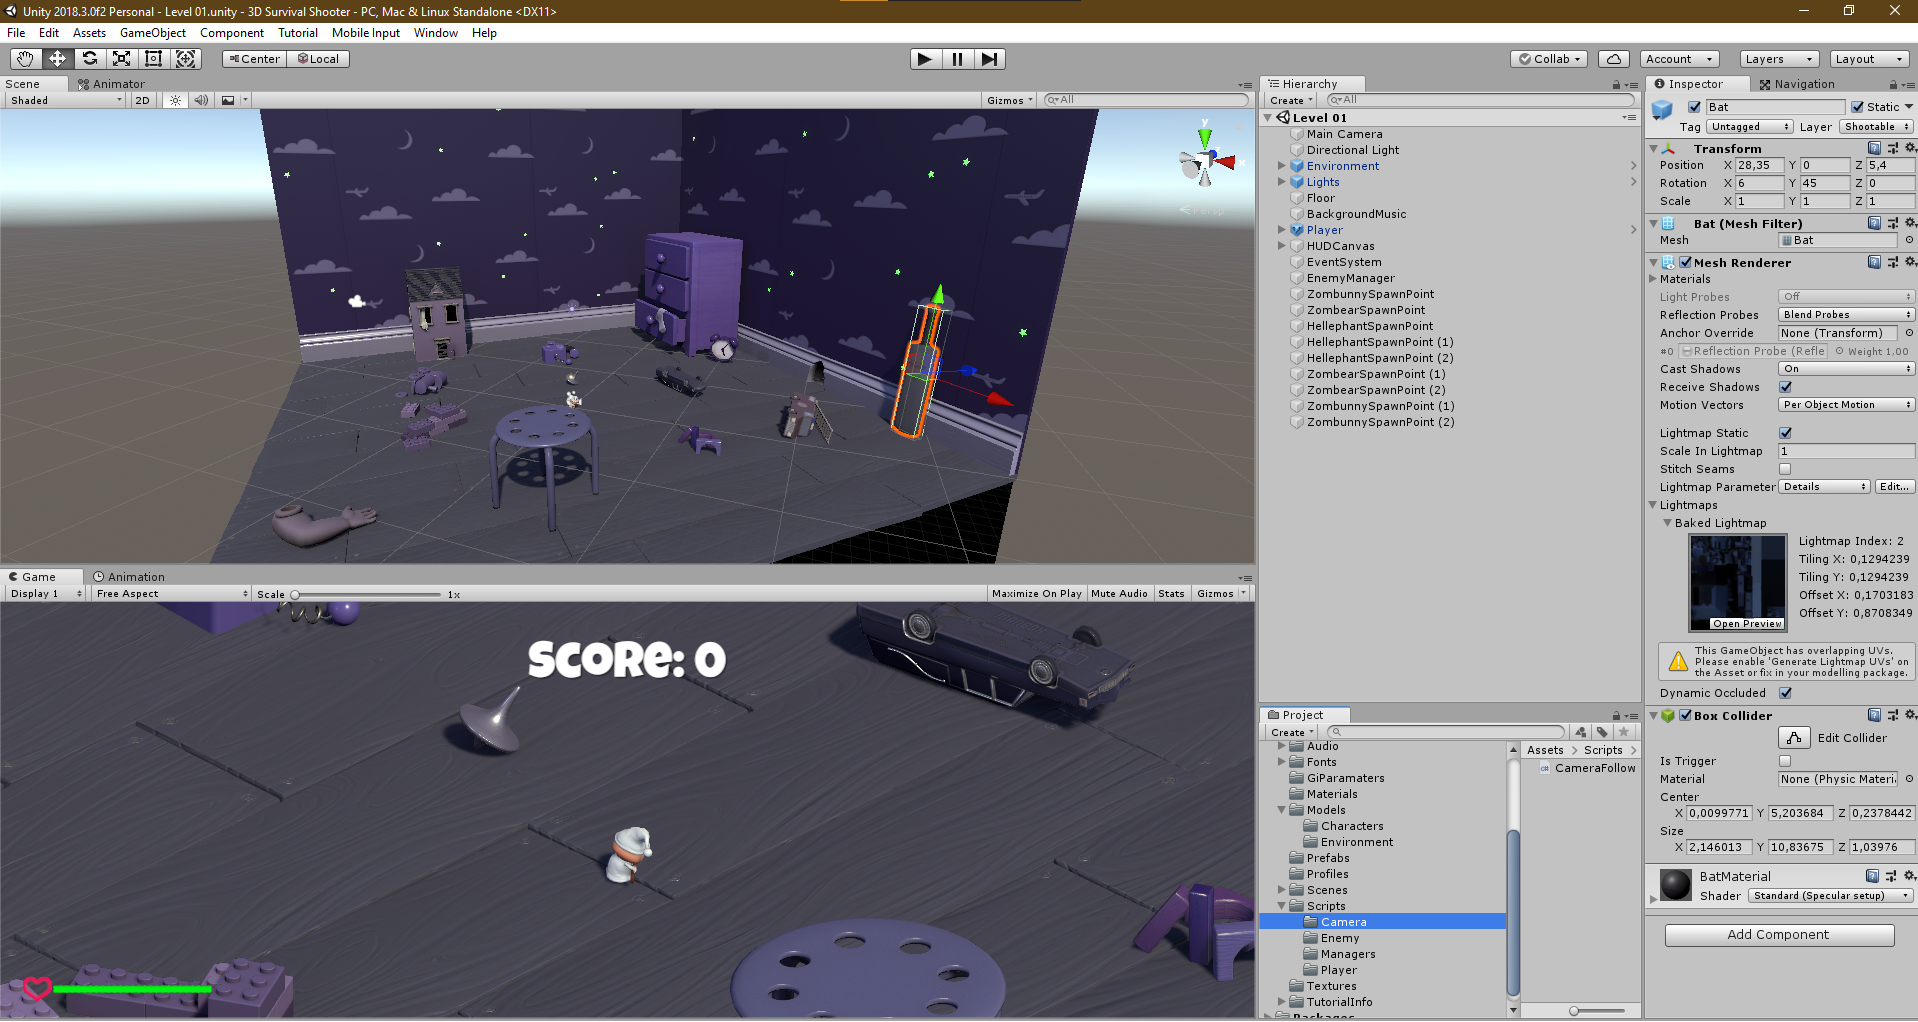 Unity 2018.3.0f2 Personal - Level 01.unity - 3D Survival Shooter - PC, Mac & Linux Standalone <DX11>
File Edit Assets GameObject Component Tutorial Mobile Input Window Help
Center Local
Collab Account Layers Layout
Scene Animator
Shaded 2D Gizmos All
y
x
Persp
Game Animation
Display 1 Free Aspect Scale 1x Maximize On Play Mute Audio Stats Gizmos
SCORE: 0
Hierarchy
Create All
Level 01
Main Camera
Directional Light
Environment
Lights
Floor
BackgroundMusic
Player
HUDCanvas
EventSystem
EnemyManager
ZombunnySpawnPoint
ZombearSpawnPoint
HellephantSpawnPoint
HellephantSpawnPoint (1)
HellephantSpawnPoint (2)
ZombearSpawnPoint (1)
ZombearSpawnPoint (2)
ZombunnySpawnPoint (1)
ZombunnySpawnPoint (2)
Project
Create
Audio
Fonts
GiParamaters
Materials
Models
Characters
Environment
Prefabs
Profiles
Scenes
Scripts
Camera
Enemy
Managers
Player
Textures
TutorialInfo
Packages
Assets > Scripts >
CameraFollow
Inspector Navigation
Bat Static
Tag Untagged Layer Shootable
Transform
Position X 28,35 Y 0 Z 5,4
Rotation X 6 Y 45 Z 0
Scale X 1 Y 1 Z 1
Bat (Mesh Filter)
Mesh Bat
Mesh Renderer
Materials
Light Probes Off
Reflection Probes Blend Probes
Anchor Override None (Transform)
#0 Reflection Probe (Refle Weight 1,00
Cast Shadows On
Receive Shadows
Motion Vectors Per Object Motion
Lightmap Static
Scale In Lightmap 1
Stitch Seams
Lightmap Parameter Details Edit...
Lightmaps
Baked Lightmap
Open Preview
Lightmap Index: 2
Tiling X: 0,1294239
Tiling Y: 0,1294239
Offset X: 0,1703183
Offset Y: 0,8708349
This GameObject has overlapping UVs.
Please enable 'Generate Lightmap UVs' on
the Asset or fix in your modelling package.
Dynamic Occluded
Box Collider
Edit Collider
Is Trigger
Material None (Physic Materi
Center
X 0,0099771 Y 5,203684 Z 0,2378442
Size
X 2,146013 Y 10,83675 Z 1,03976
BatMaterial
Shader Standard (Specular setup)
Add Component